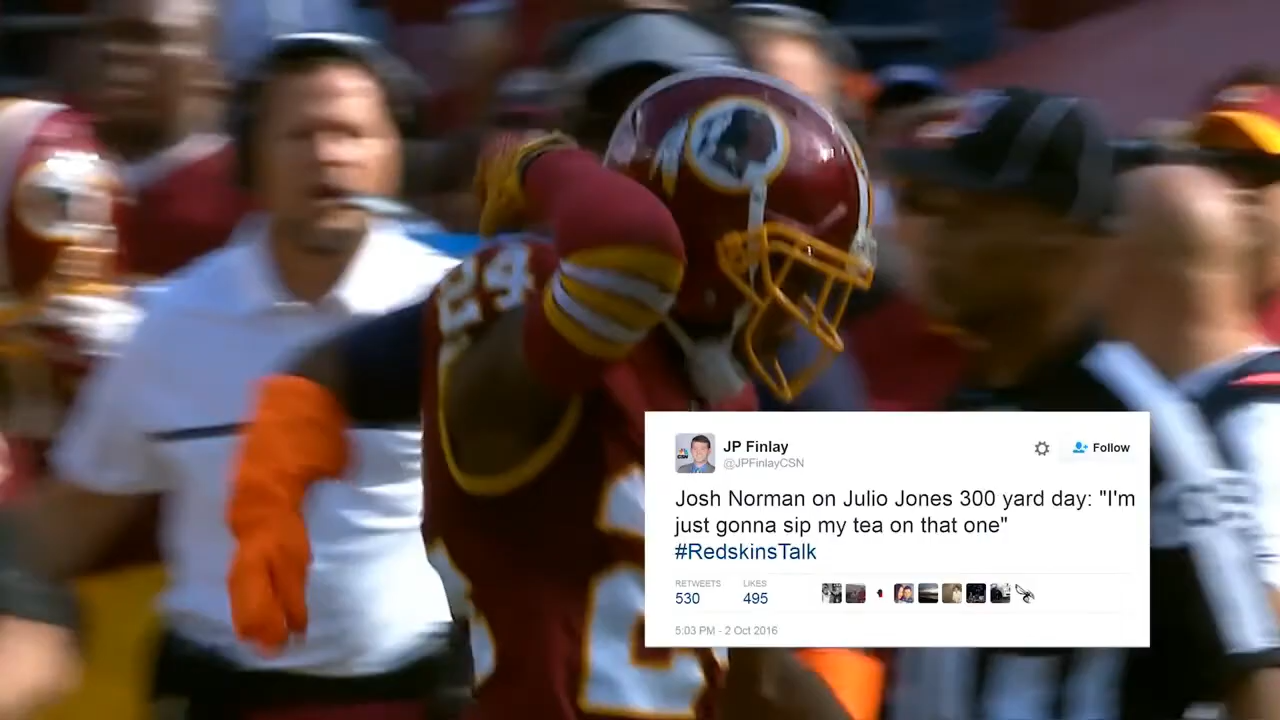 24
JP Finlay
@JPFinlayCSN
Follow
Josh Norman on Julio Jones 300 yard day: "I'm
just gonna sip my tea on that one"
#RedskinsTalk
RETWEETS LIKES
530 495
5:03 PM - 2 Oct 2016